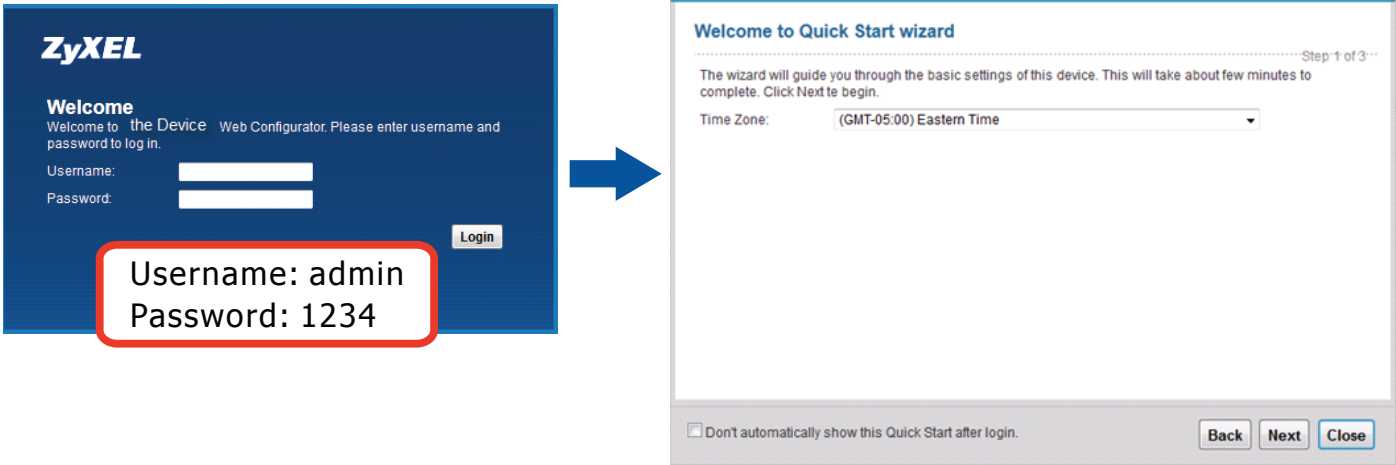 ZyXEL
Welcome
Welcome to the Device Web Configurator. Please enter username and
password to log in.
Username:
Password:
Login
Username: admin
Password: 1234
Welcome to Quick Start wizard
Step 1 of 3
The wizard will guide you through the basic settings of this device. This will take about few minutes to
complete. Click Next te begin.
Time Zone: (GMT-05:00) Eastern Time
Don't automatically show this Quick Start after login.
Back Next Close